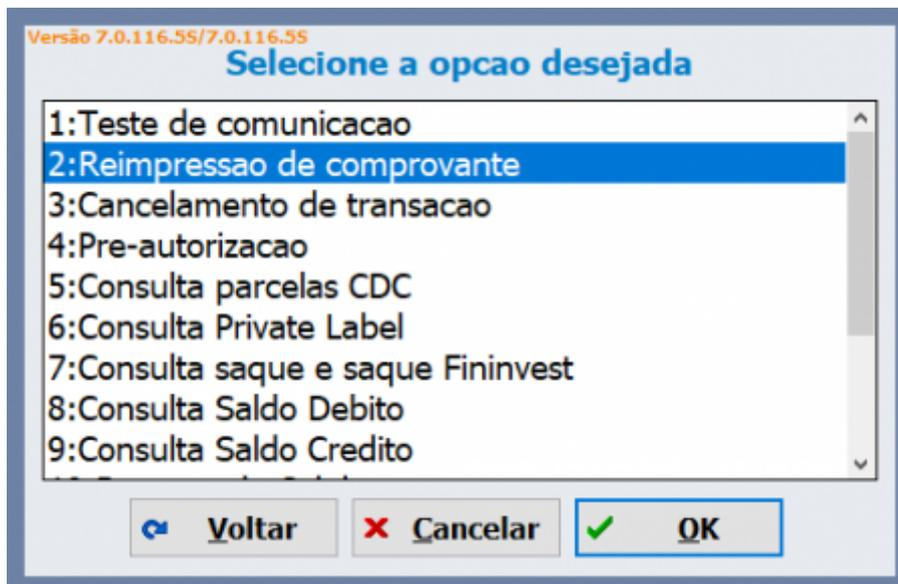 Versão 7.0.116.5S/7.0.116.5S
Selecione a opcao desejada
1:Teste de comunicacao
2:Reimpressao de comprovante
3:Cancelamento de transacao
4:Pre-autorizacao
5:Consulta parcelas CDC
6:Consulta Private Label
7:Consulta saque e saque Fininvest
8:Consulta Saldo Debito
9:Consulta Saldo Credito
Voltar
Cancelar
OK